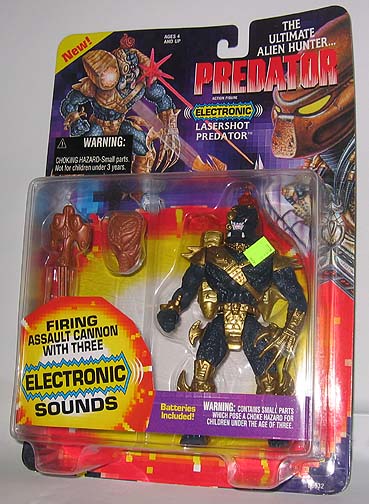 New!
AGES 4
AND UP
THE
ULTIMATE
ALIEN HUNTER...
PREDATOR
ACTION FIGURE
ELECTRONIC
LASERSHOT
PREDATOR™
WARNING:
CHOKING HAZARD-Small parts.
Not for children under 3 years.
FIRING
ASSAULT CANNON
WITH THREE
ELECTRONIC
SOUNDS
Batteries
Included!
WARNING: CONTAINS SMALL PARTS
WHICH POSE A CHOKE HAZARD FOR
CHILDREN UNDER THE AGE OF THREE.